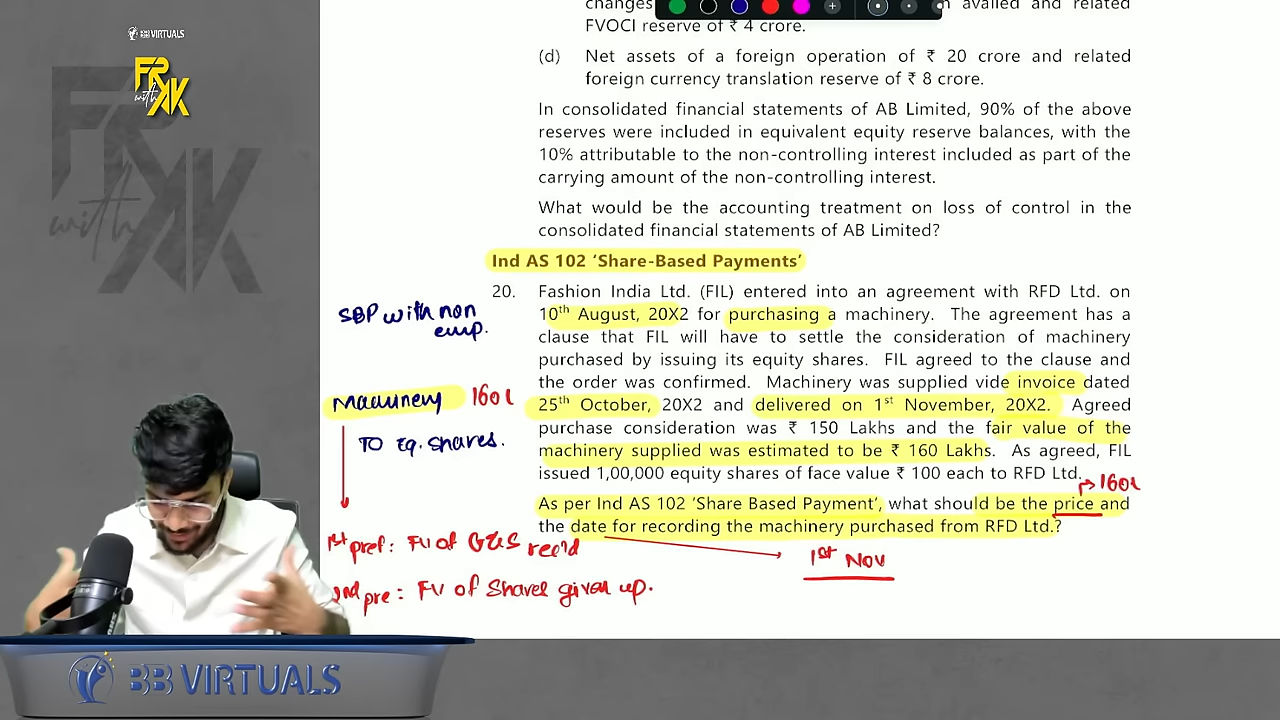 BB VIRTUALS
FR
with AK
FR
with AK
changes availed and related
FVOCI reserve of ₹ 4 crore.
(d) Net assets of a foreign operation of ₹ 20 crore and related
foreign currency translation reserve of ₹ 8 crore.
In consolidated financial statements of AB Limited, 90% of the above
reserves were included in equivalent equity reserve balances, with the
10% attributable to the non-controlling interest included as part of the
carrying amount of the non-controlling interest.
What would be the accounting treatment on loss of control in the
consolidated financial statements of AB Limited?
Ind AS 102 ‘Share-Based Payments’
20. Fashion India Ltd. (FIL) entered into an agreement with RFD Ltd. on
10th August, 20X2 for purchasing a machinery. The agreement has a
clause that FIL will have to settle the consideration of machinery
purchased by issuing its equity shares. FIL agreed to the clause and
the order was confirmed. Machinery was supplied vide invoice dated
25th October, 20X2 and delivered on 1st November, 20X2. Agreed
purchase consideration was ₹ 150 Lakhs and the fair value of the
machinery supplied was estimated to be ₹ 160 Lakhs. As agreed, FIL
issued 1,00,000 equity shares of face value ₹ 100 each to RFD Ltd.
As per Ind AS 102 ‘Share Based Payment’, what should be the price and
the date for recording the machinery purchased from RFD Ltd.?
SBP with non
emp.
Machinery 160L
TO Eq. Shares.
160L
1st Nov
1st pref: FV of G&S rec'd
2nd pre: FV of Shares given up.
BB VIRTUALS